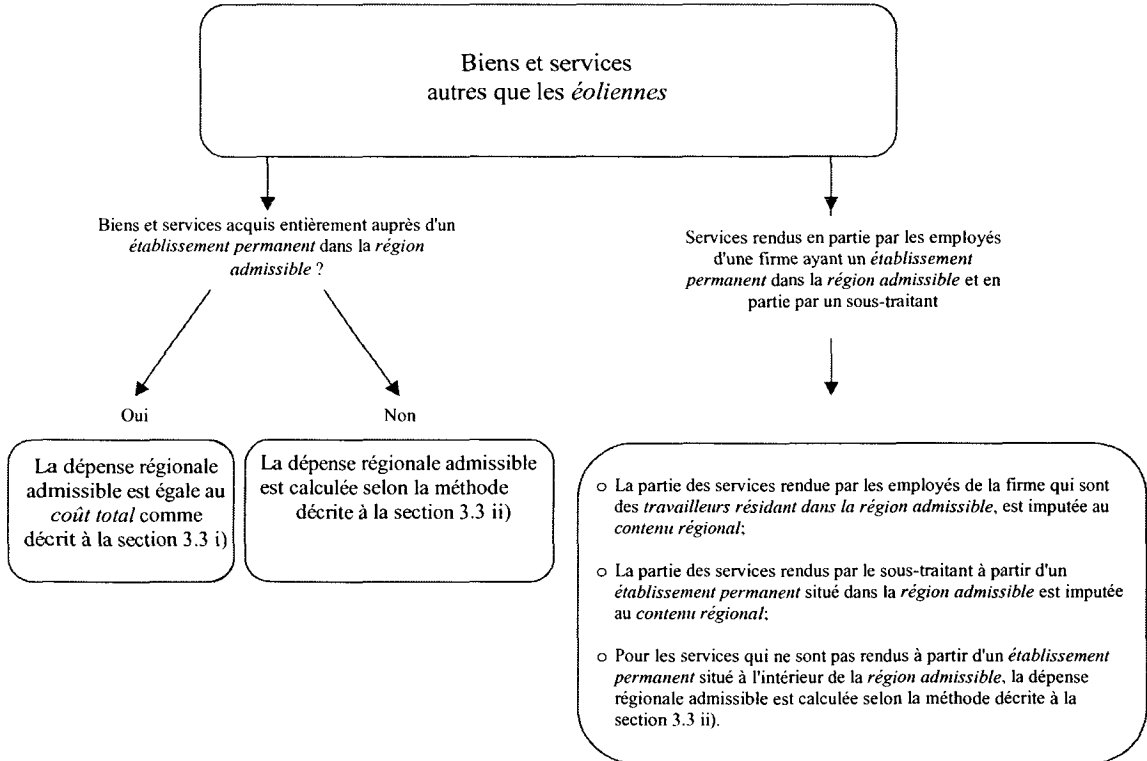 Biens et services
autres que les éoliennes
Biens et services acquis entièrement auprès d'un
établissement permanent dans la région
admissible ?
Services rendus en partie par les employés
d'une firme ayant un établissement
permanent dans la région admissible et en
partie par un sous-traitant
Oui
Non
La dépense régionale
admissible est égale au
coût total comme
décrit à la section 3.3 i)
La dépense régionale admissible
est calculée selon la méthode
décrite à la section 3.3 ii)
o La partie des services rendue par les employés de la firme qui sont
des travailleurs résidant dans la région admissible, est imputée au
contenu régional;
o La partie des services rendus par le sous-traitant à partir d'un
établissement permanent situé dans la région admissible est imputée
au contenu régional;
o Pour les services qui ne sont pas rendus à partir d'un établissement
permanent situé à l'intérieur de la région admissible, la dépense
régionale admissible est calculée selon la méthode décrite à la
section 3.3 ii).